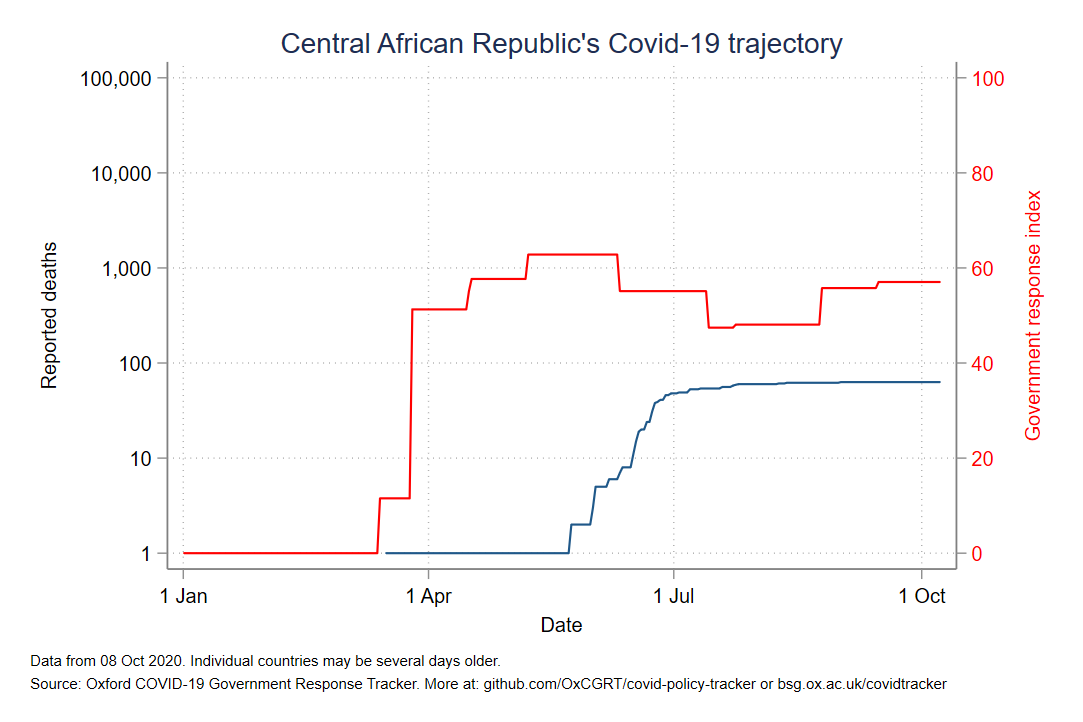 Central African Republic's Covid-19 trajectory
100,000
10,000
1,000
100
10
1
Reported deaths
100
80
60
40
20
0
Government response index
1 Jan
1 Apr
1 Jul
1 Oct
Date
Data from 08 Oct 2020. Individual countries may be several days older.
Source: Oxford COVID-19 Government Response Tracker. More at: github.com/OxCGRT/covid-policy-tracker or bsg.ox.ac.uk/covidtracker